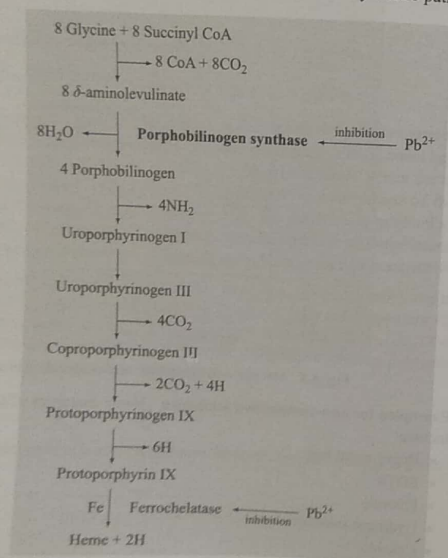 8 Glycine + 8 Succinyl CoA
8 CoA + 8CO₂
8 δ-aminolevulinate
8H₂O Porphobilinogen synthase inhibition Pb²⁺
4 Porphobilinogen
4NH₂
Uroporphyrinogen I
Uroporphyrinogen III
4CO₂
Coproporphyrinogen III
2CO₂ + 4H
Protoporphyrinogen IX
6H
Protoporphyrin IX
Fe Ferrochelatase inhibition Pb²⁺
Heme + 2H